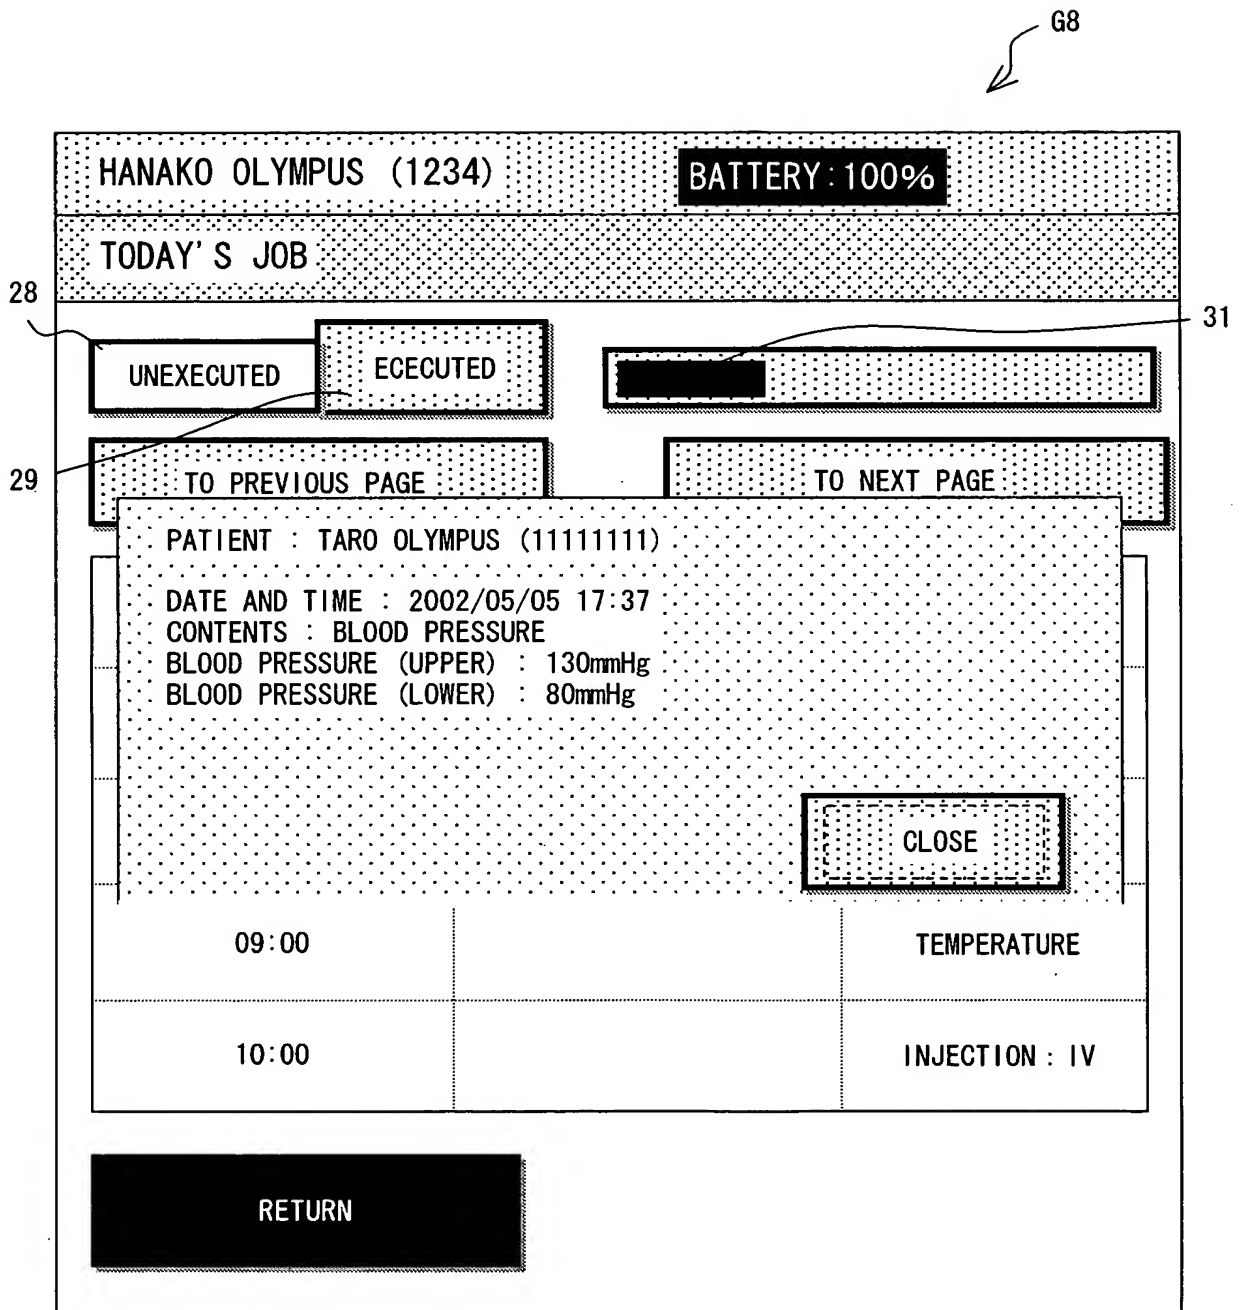 G8
HANAKO OLYMPUS (1234) BATTERY:100%
TODAY'S JOB
28
31
UNEXECUTED ECECUTED
29
TO PREVIOUS PAGE TO NEXT PAGE
PATIENT : TARO OLYMPUS (11111111)
DATE AND TIME : 2002/05/05 17:37
CONTENTS : BLOOD PRESSURE
BLOOD PRESSURE (UPPER) : 130mmHg
BLOOD PRESSURE (LOWER) : 80mmHg
CLOSE
09:00 TEMPERATURE
10:00 INJECTION : IV
RETURN